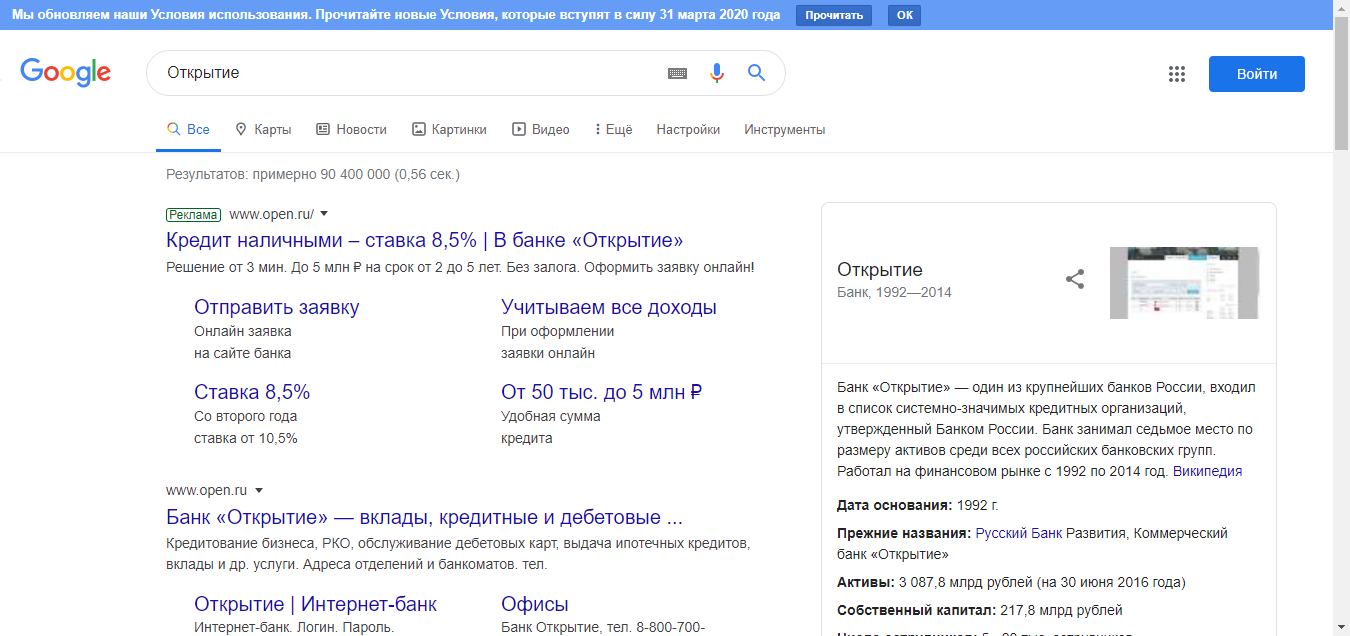 Мы обновляем наши Условия использования. Прочитайте новые Условия, которые вступят в силу 31 марта 2020 года Прочитать ОК
Google
Открытие
Войти
Все Карты Новости Картинки Видео Ещё Настройки Инструменты
Результатов: примерно 90 400 000 (0,56 сек.)
Реклама www.open.ru/
Кредит наличными – ставка 8,5% | В банке «Открытие»
Решение от 3 мин. До 5 млн ₽ на срок от 2 до 5 лет. Без залога. Оформить заявку онлайн!
Отправить заявку
Онлайн заявка
на сайте банка
Учитываем все доходы
При оформлении
заявки онлайн
Ставка 8,5%
Со второго года
ставка от 10,5%
От 50 тыс. до 5 млн ₽
Удобная сумма
кредита
www.open.ru
Банк «Открытие» — вклады, кредитные и дебетовые ...
Кредитование бизнеса, РКО, обслуживание дебетовых карт, выдача ипотечных кредитов,
вклады и др. услуги. Адреса отделений и банкоматов. тел.
Открытие | Интернет-банк
Интернет-банк. Логин. Пароль.
Офисы
Банк Открытие, тел. 8-800-700-
Открытие
Банк, 1992—2014
Банк «Открытие» — один из крупнейших банков России, входил
в список системно-значимых кредитных организаций,
утвержденный Банком России. Банк занимал седьмое место по
размеру активов среди всех российских банковских групп.
Работал на финансовом рынке с 1992 по 2014 год. Википедия
Дата основания: 1992 г.
Прежние названия: Русский Банк Развития, Коммерческий
банк «Открытие»
Активы: 3 087,8 млрд рублей (на 30 июня 2016 года)
Собственный капитал: 217,8 млрд рублей